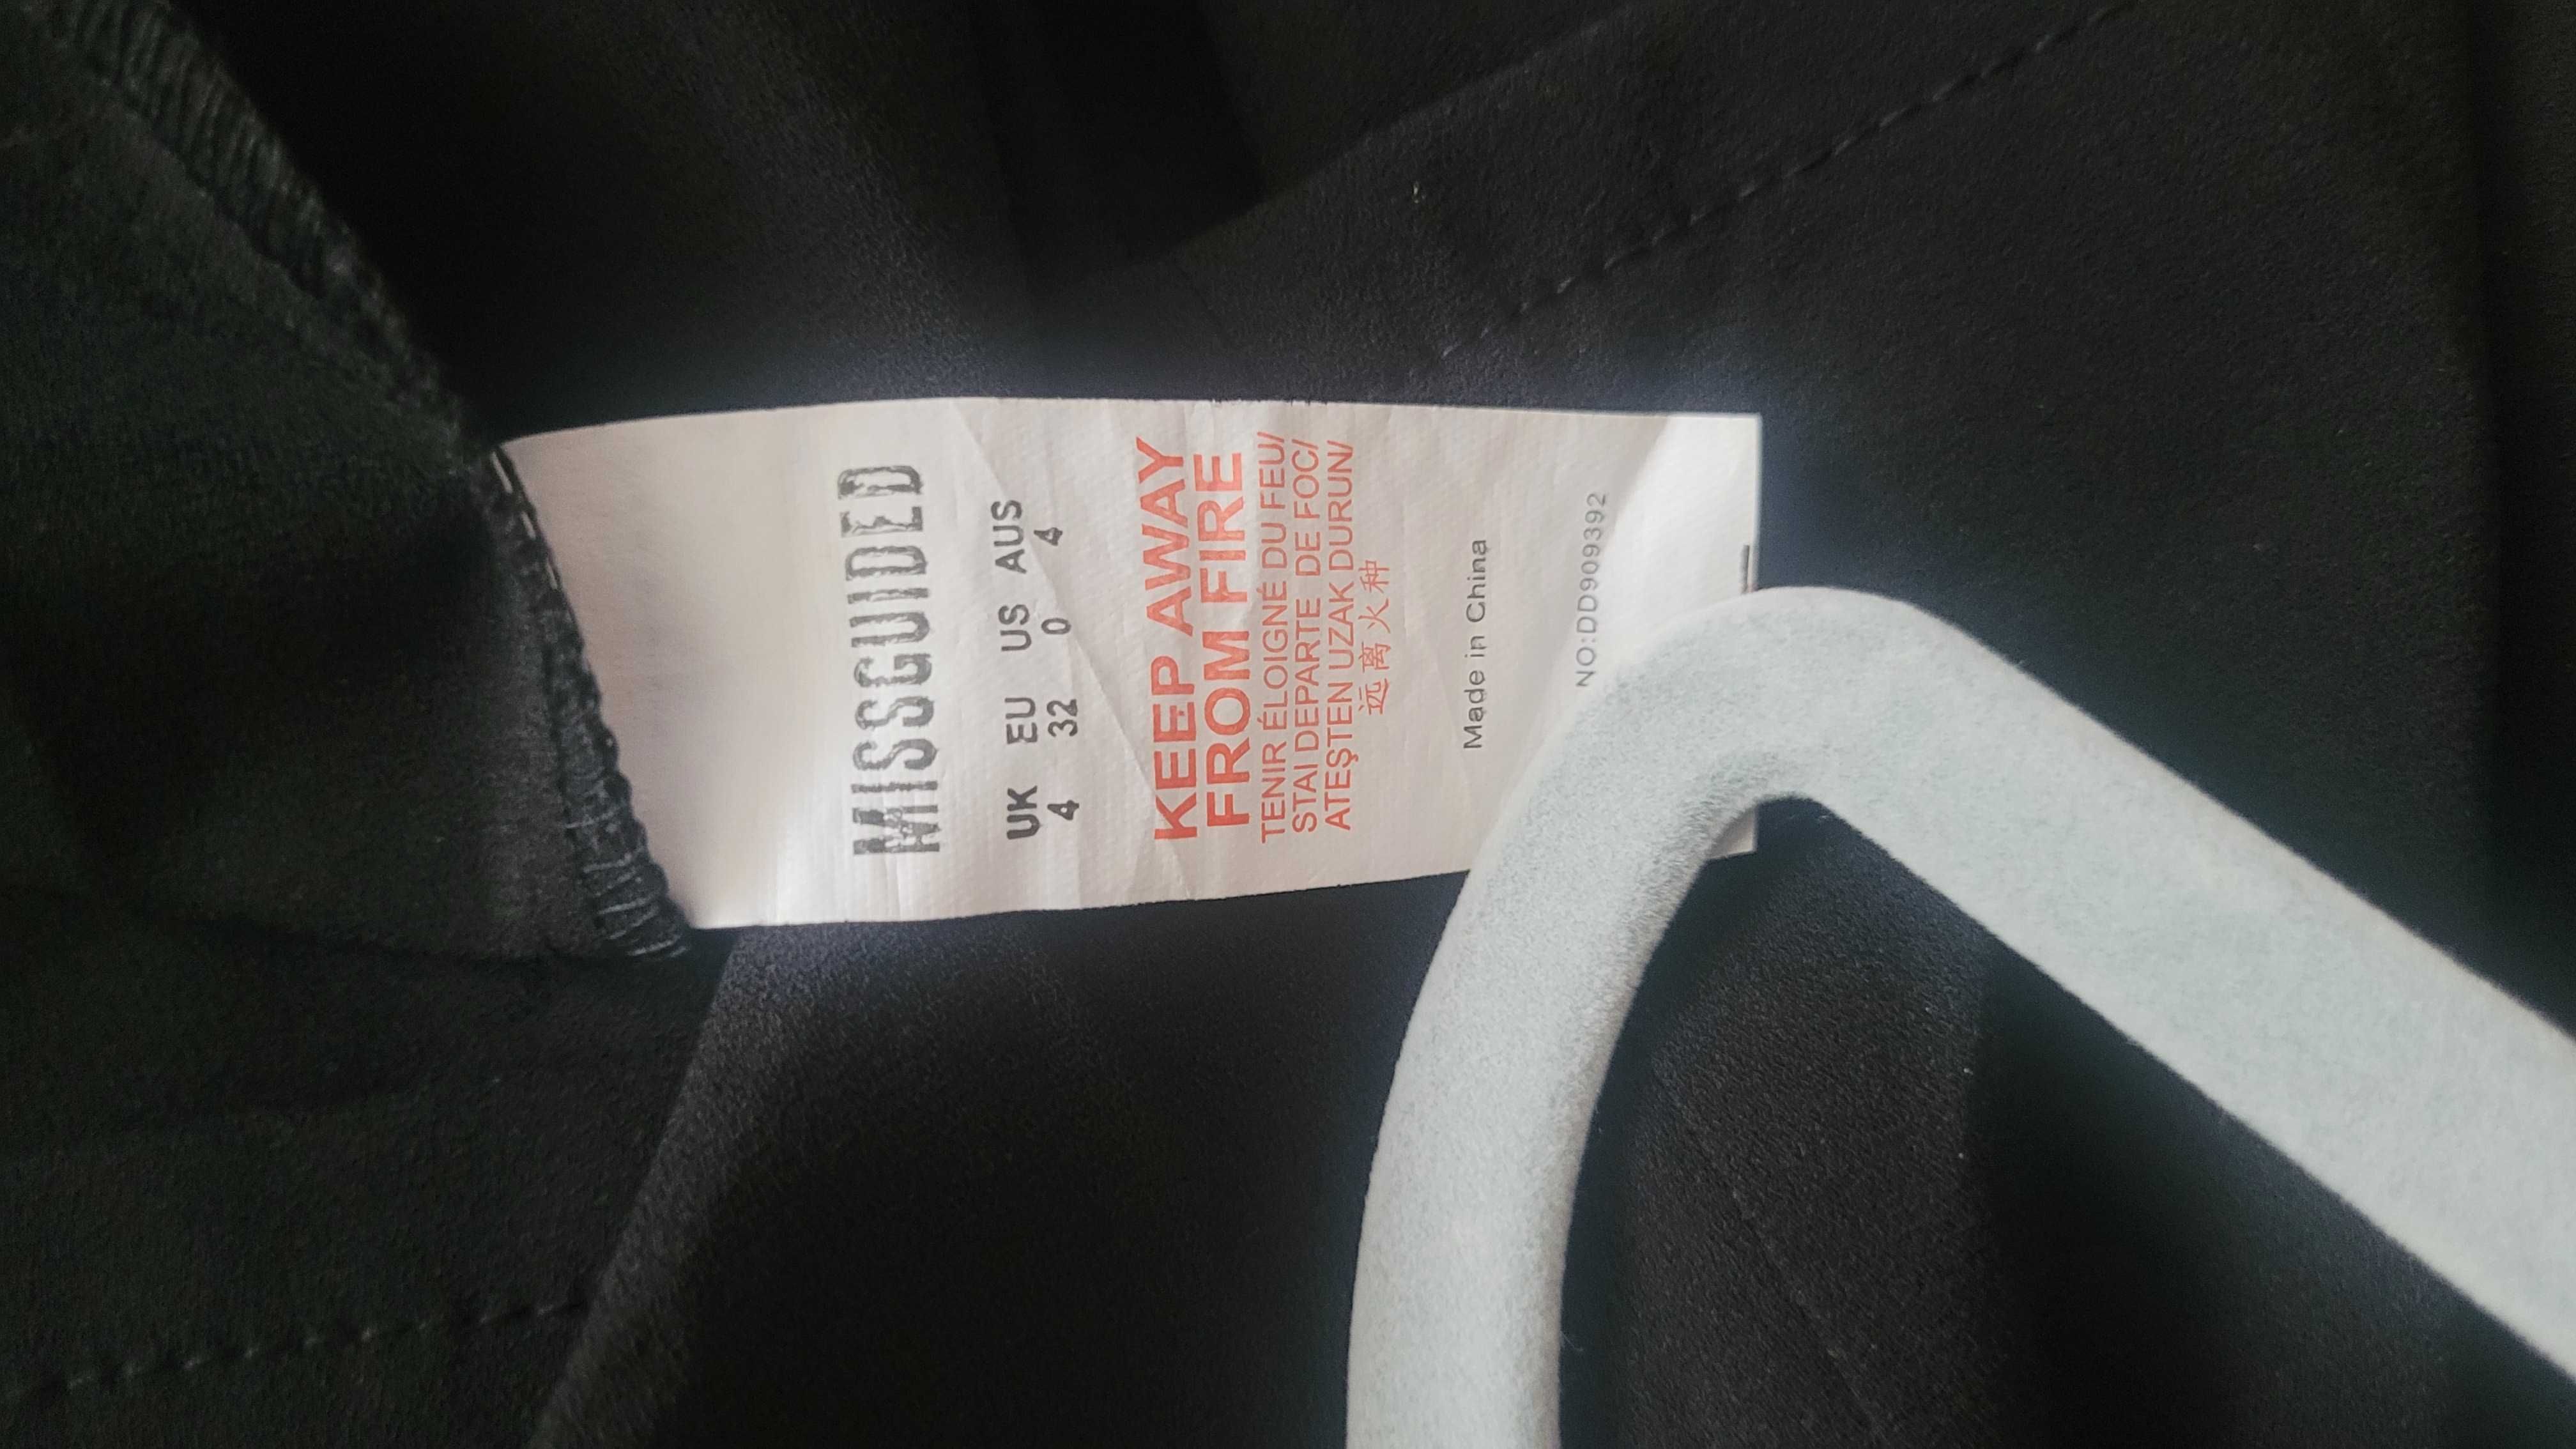 MISSGUIDED
UK EU US AUS
4 32 0 4
KEEP AWAY
FROM FIRE
TENIR ÉLOIGNÉ DU FEU/
STAI DEPARTE DE FOC/
ATEŞTEN UZAK DURUN/
远离火种
Made in China
NO:DD909392